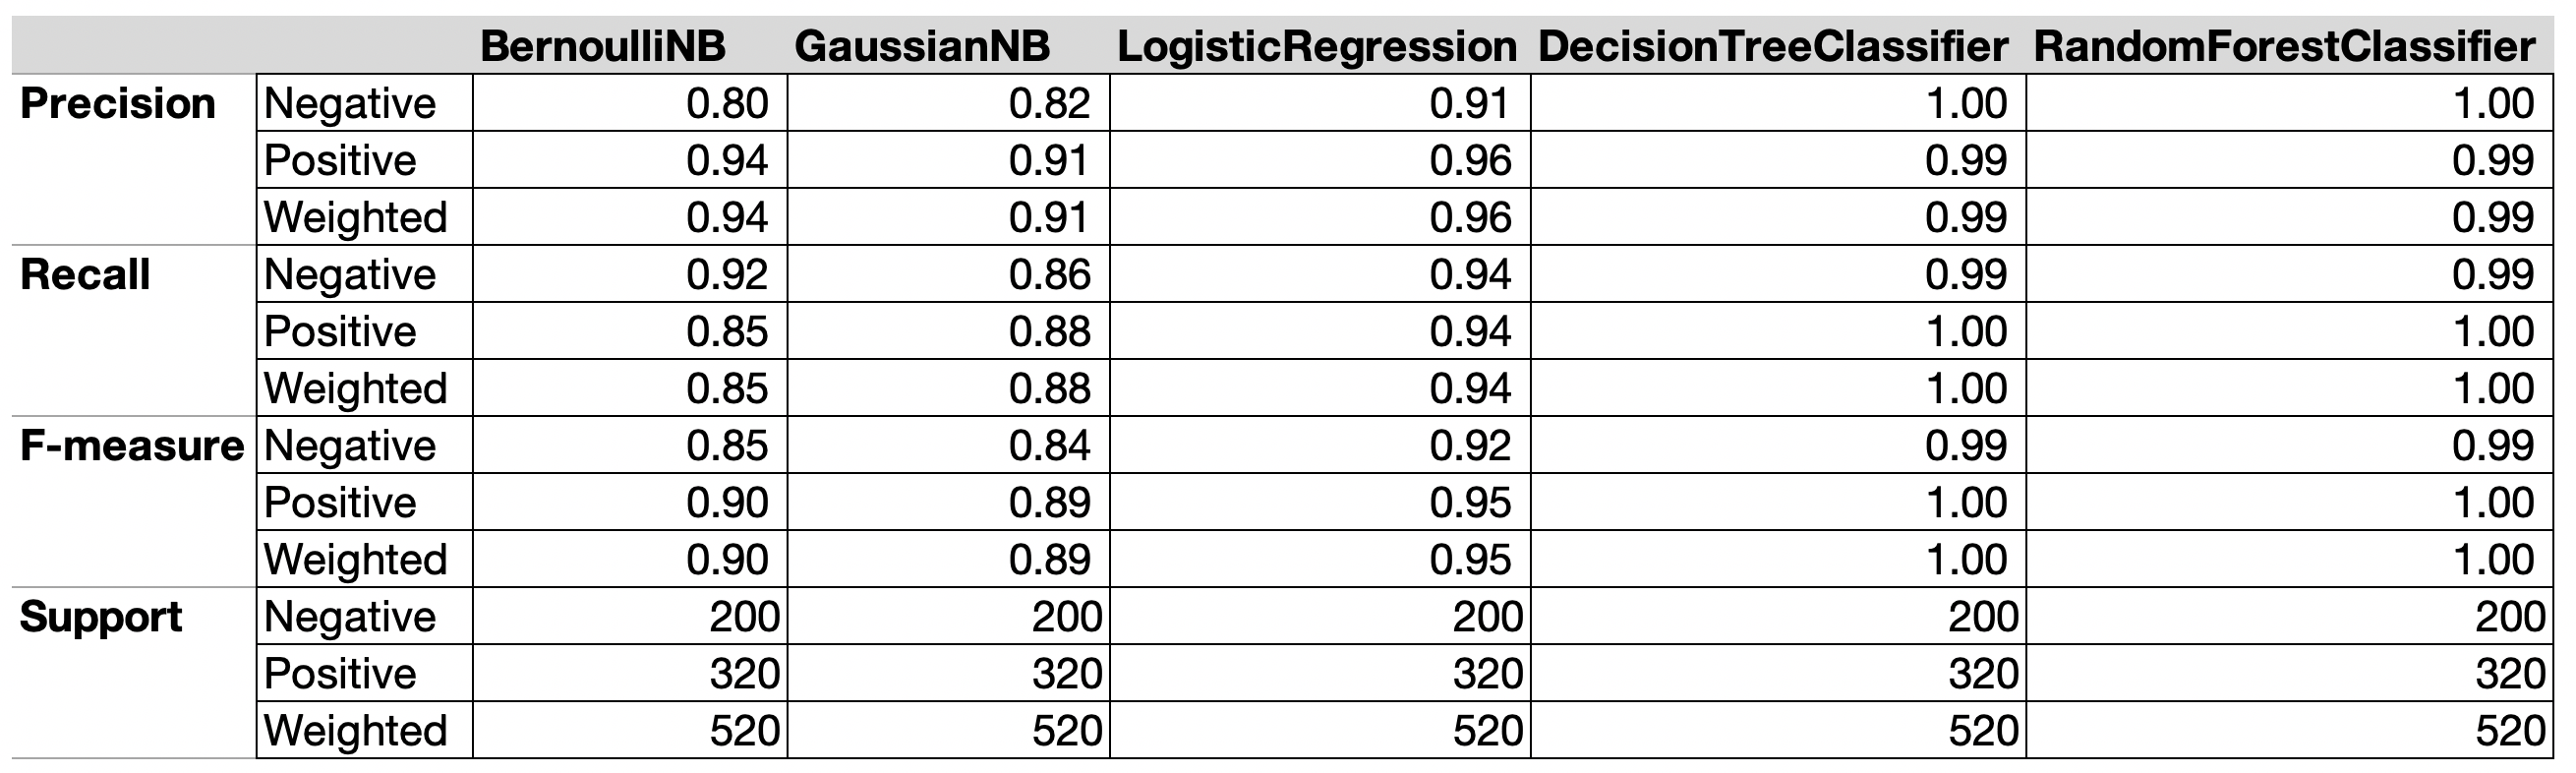 BernoulliNB GaussianNB LogisticRegression DecisionTreeClassifier RandomForestClassifier
Precision Negative 0.80 0.82 0.91 1.00 1.00
Positive 0.94 0.91 0.96 0.99 0.99
Weighted 0.94 0.91 0.96 0.99 0.99
Recall Negative 0.92 0.86 0.94 0.99 0.99
Positive 0.85 0.88 0.94 1.00 1.00
Weighted 0.85 0.88 0.94 1.00 1.00
F-measure Negative 0.85 0.84 0.92 0.99 0.99
Positive 0.90 0.89 0.95 1.00 1.00
Weighted 0.90 0.89 0.95 1.00 1.00
Support Negative 200 200 200 200 200
Positive 320 320 320 320 320
Weighted 520 520 520 520 520